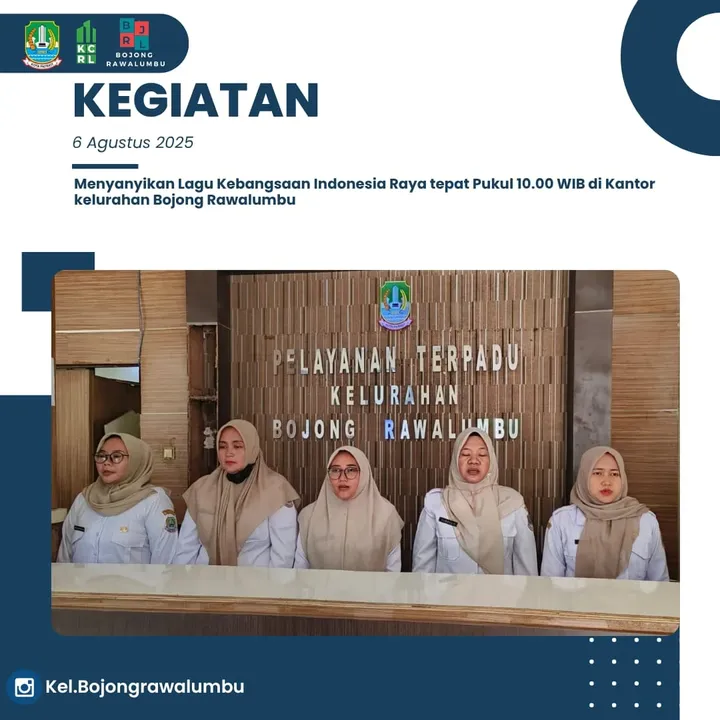 KCRL
BJRL
BOJONG
RAWALUMBU
KEGIATAN
6 Agustus 2025
Menyanyikan Lagu Kebangsaan Indonesia Raya tepat Pukul 10.00 WIB di Kantor
kelurahan Bojong Rawalumbu
PELAYANAN TERPADU
KELURAHAN
BOJONG RAWALUMBU
Kel.Bojongrawalumbu